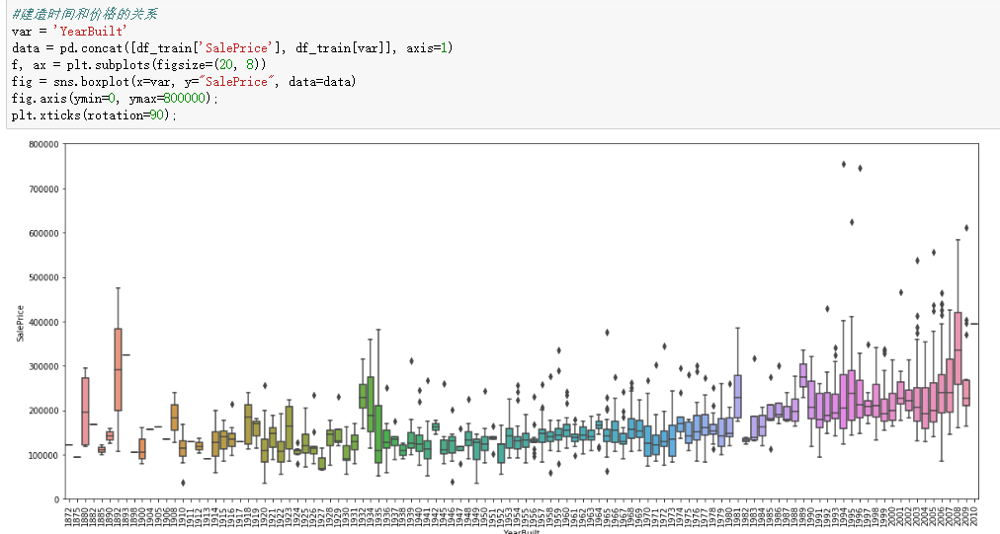 #建造时间和价格的关系
var = 'YearBuilt'
data = pd.concat([df_train['SalePrice'], df_train[var]], axis=1)
f, ax = plt.subplots(figsize=(20, 8))
fig = sns.boxplot(x=var, y="SalePrice", data=data)
fig.axis(ymin=0, ymax=800000);
plt.xticks(rotation=90);
800000
700000
600000
500000
400000
300000
200000
100000
0
SalePrice
1872 1875 1880 1882 1885 1890 1892 1893 1898 1900 1904 1905 1906 1908 1910 1911 1912 1913 1914 1915 1916 1917 1918 1919 1920 1921 1922 1923 1924 1925 1926 1927 1928 1929 1930 1931 1932 1934 1935 1936 1937 1938 1939 1940 1941 1942 1945 1946 1947 1948 1949 1950 1951 1952 1953 1954 1955 1956 1957 1958 1959 1960 1961 1962 1963 1964 1965 1966 1967 1968 1969 1970 1971 1972 1973 1974 1975 1976 1977 1978 1979 1980 1981 1982 1983 1984 1985 1986 1987 1988 1989 1990 1991 1992 1993 1994 1995 1996 1997 1998 1999 2000 2001 2002 2003 2004 2005 2006 2007 2008 2009 2010
YearBuilt